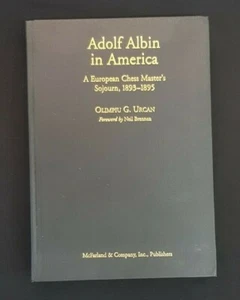 Adolf Albin
in America
A European Chess Master's
Sojourn, 1893–1895
OLIMPIU G. URCAN
Foreword by Neil Brennen
McFarland & Company, Inc., Publishers